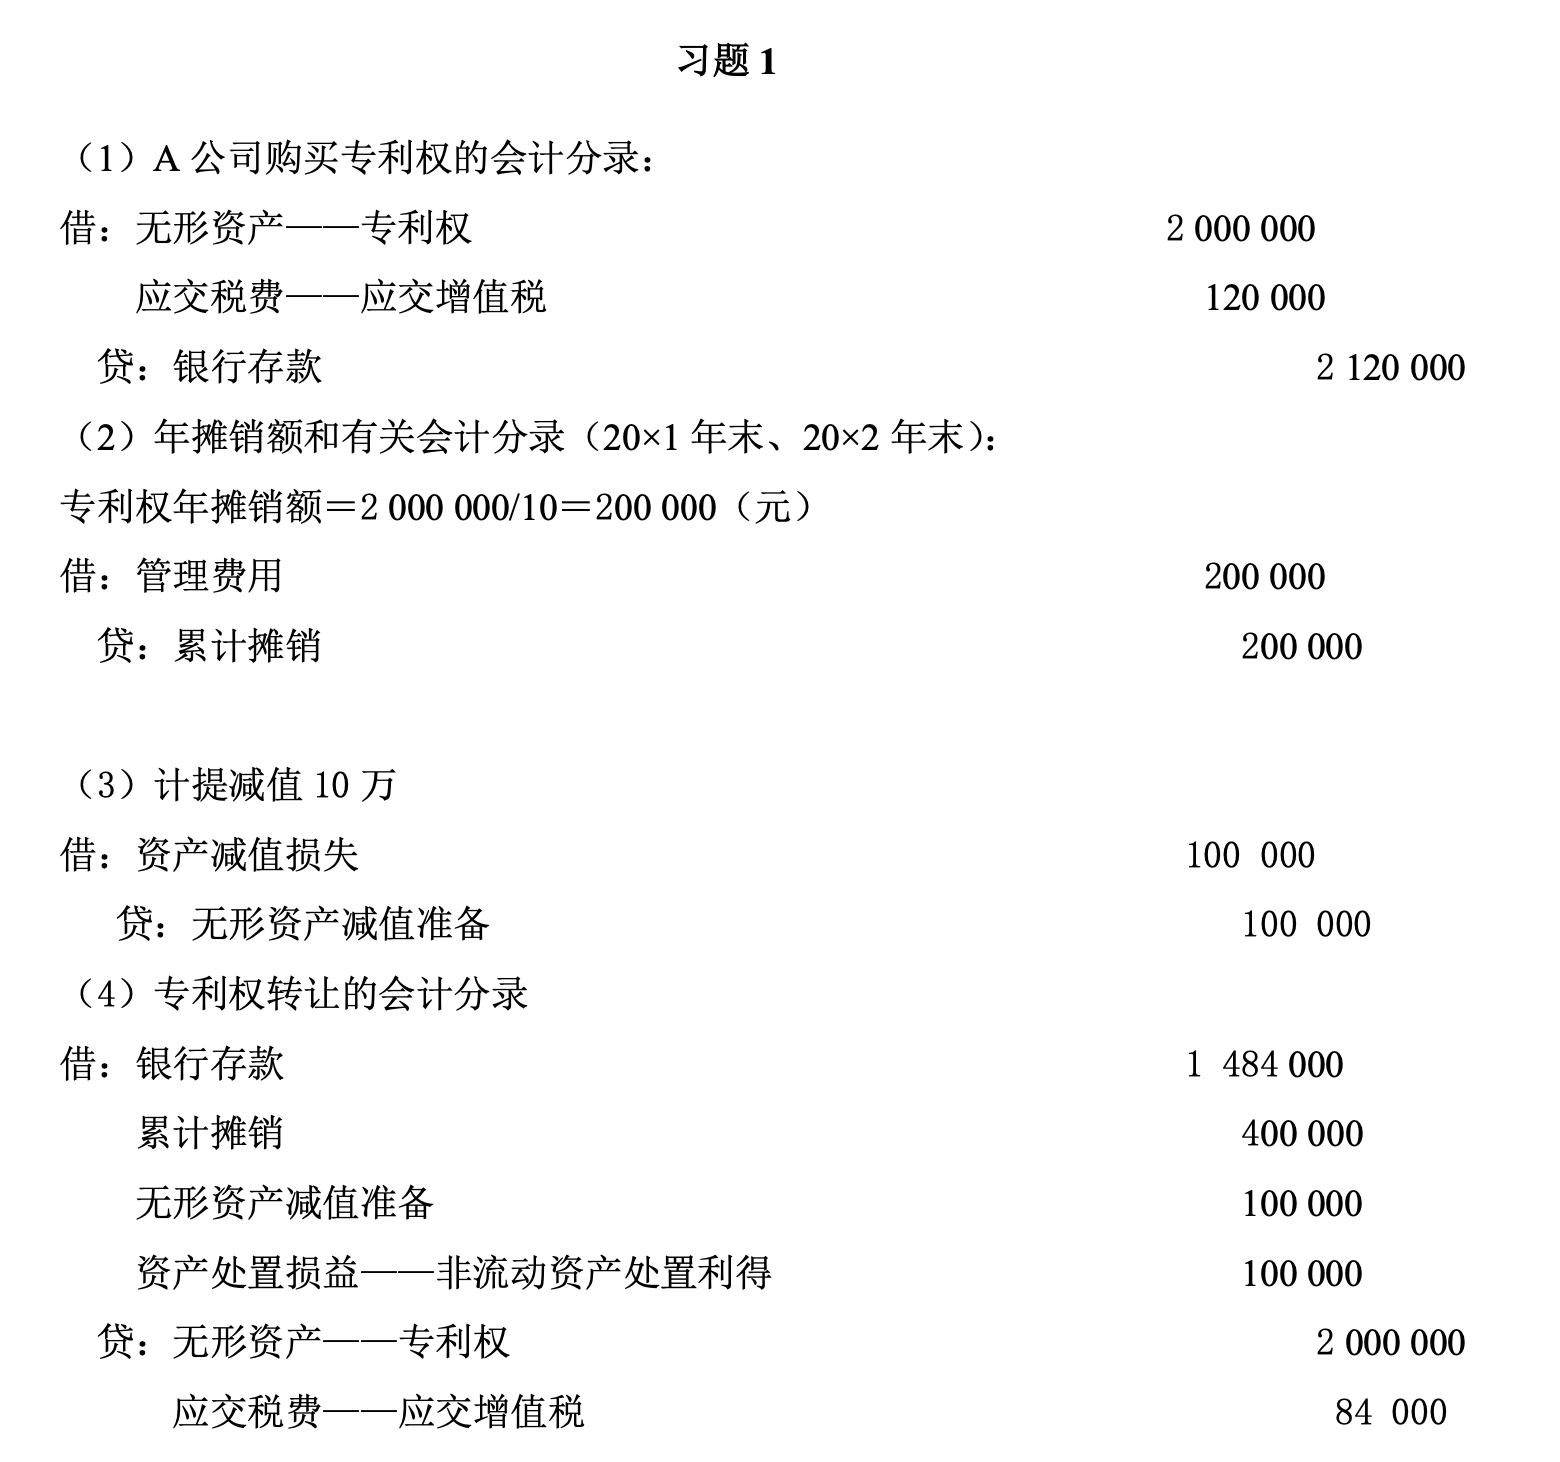 习题 1
（1）A 公司购买专利权的会计分录：
借：无形资产——专利权 2 000 000
应交税费——应交增值税 120 000
贷：银行存款 2 120 000
（2）年摊销额和有关会计分录（20×1 年末、20×2 年末）：
专利权年摊销额＝2 000 000/10＝200 000（元）
借：管理费用 200 000
贷：累计摊销 200 000
（3）计提减值 10 万
借：资产减值损失 100 000
贷：无形资产减值准备 100 000
（4）专利权转让的会计分录
借：银行存款 1 484 000
累计摊销 400 000
无形资产减值准备 100 000
资产处置损益——非流动资产处置利得 100 000
贷：无形资产——专利权 2 000 000
应交税费——应交增值税 84 000